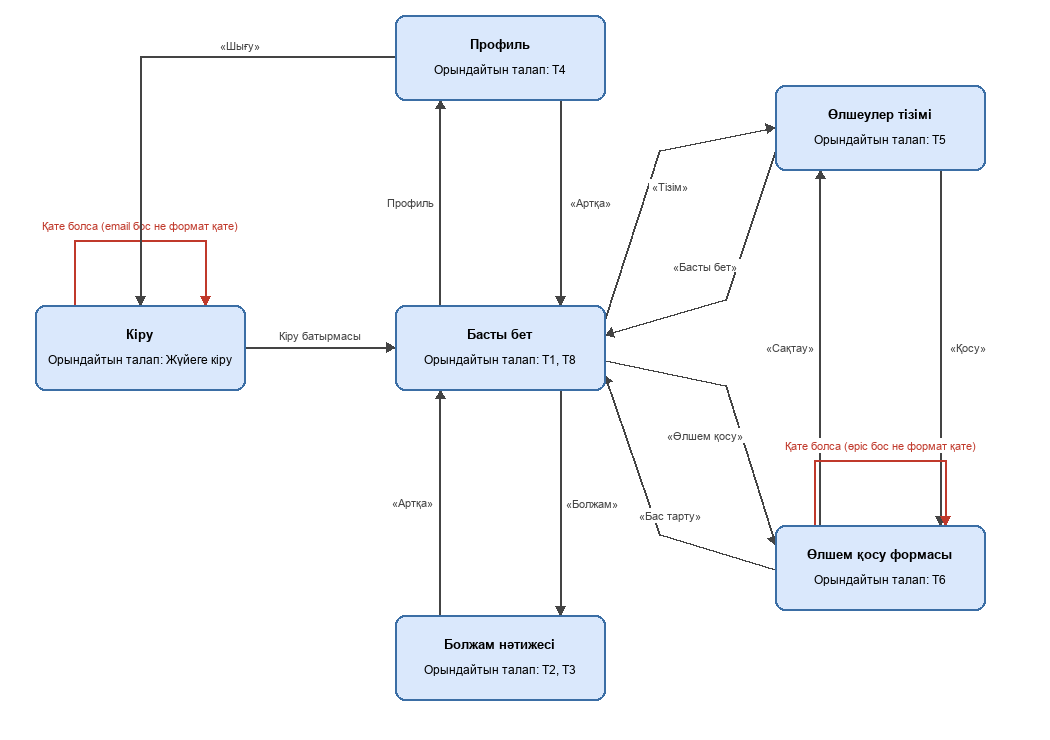 Профиль
Орындайтын талап: Т4
«Шығу»
Өлшеулер тізімі
Орындайтын талап: Т5
Профиль
«Артқа»
«Тізім»
Қате болса (email бос не формат қате)
«Басты бет»
Кіру
Орындайтын талап: Жүйеге кіру
Кіру батырмасы
Басты бет
Орындайтын талап: Т1, Т8
«Сақтау»
«Қосу»
«Өлшем қосу»
Қате болса (өріс бос не формат қате)
«Артқа»
«Болжам»
«Бас тарту»
Өлшем қосу формасы
Орындайтын талап: Т6
Болжам нәтижесі
Орындайтын талап: Т2, Т3